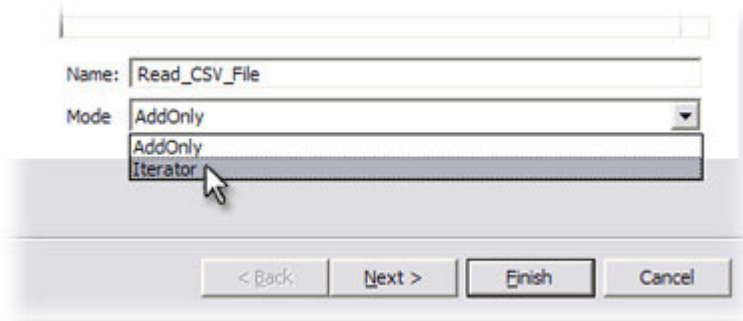 Name: Read_CSV_File
Mode AddOnly
AddOnly
Iterator
< Back Next > Finish Cancel